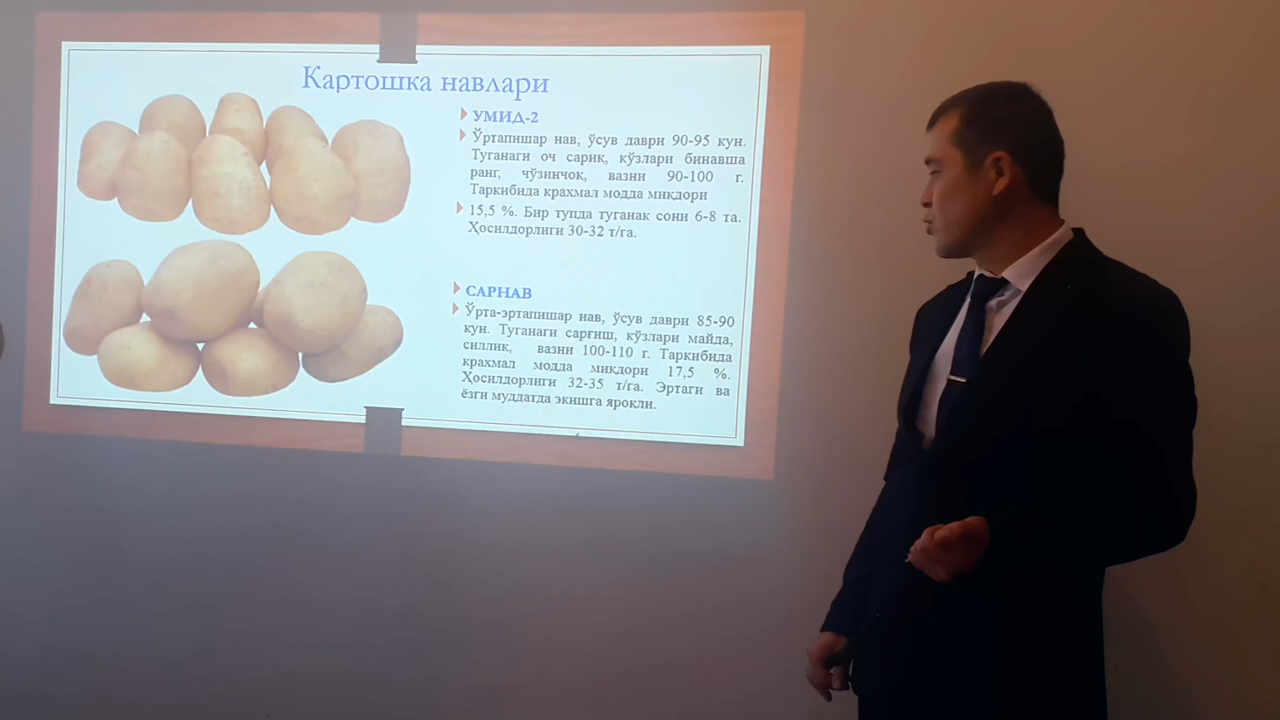 Картошка навлари
УМИД-2
Ўртапишар нав, ўсув даври 90-95 кун.
Туганаги оч сариқ, кўзлари бинавша
ранг, чўзинчоқ, вазни 90-100 г.
Таркибида крахмал модда миқдори
15,5 %. Бир тупда туганак сони 6-8 та.
Ҳосилдорлиги 30-32 т/га.
САРНАВ
Ўрта-эртапишар нав, ўсув даври 85-90
кун. Туганаги сарғиш, кўзлари майда,
силлиқ, вазни 100-110 г. Таркибида
крахмал модда миқдори 17,5 %.
Ҳосилдорлиги 32-35 т/га. Эртаги ва
ёзги муддатда экишга яроқли.